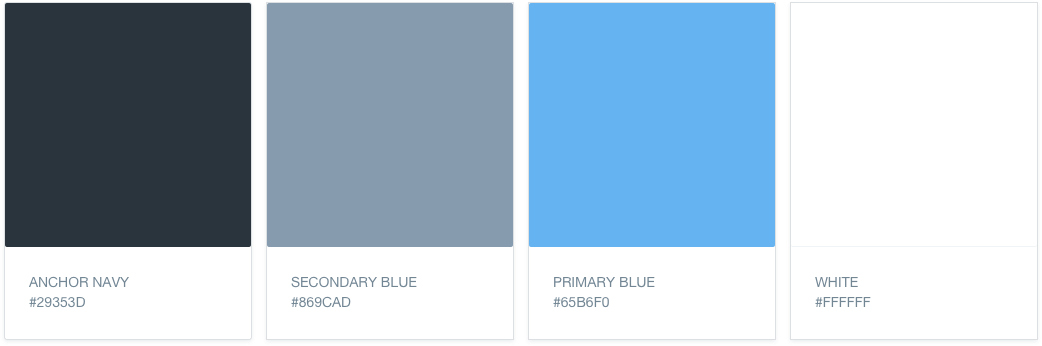 ANCHOR NAVY
#29353D
SECONDARY BLUE
#869CAD
PRIMARY BLUE
#65B6F0
WHITE
#FFFFFF